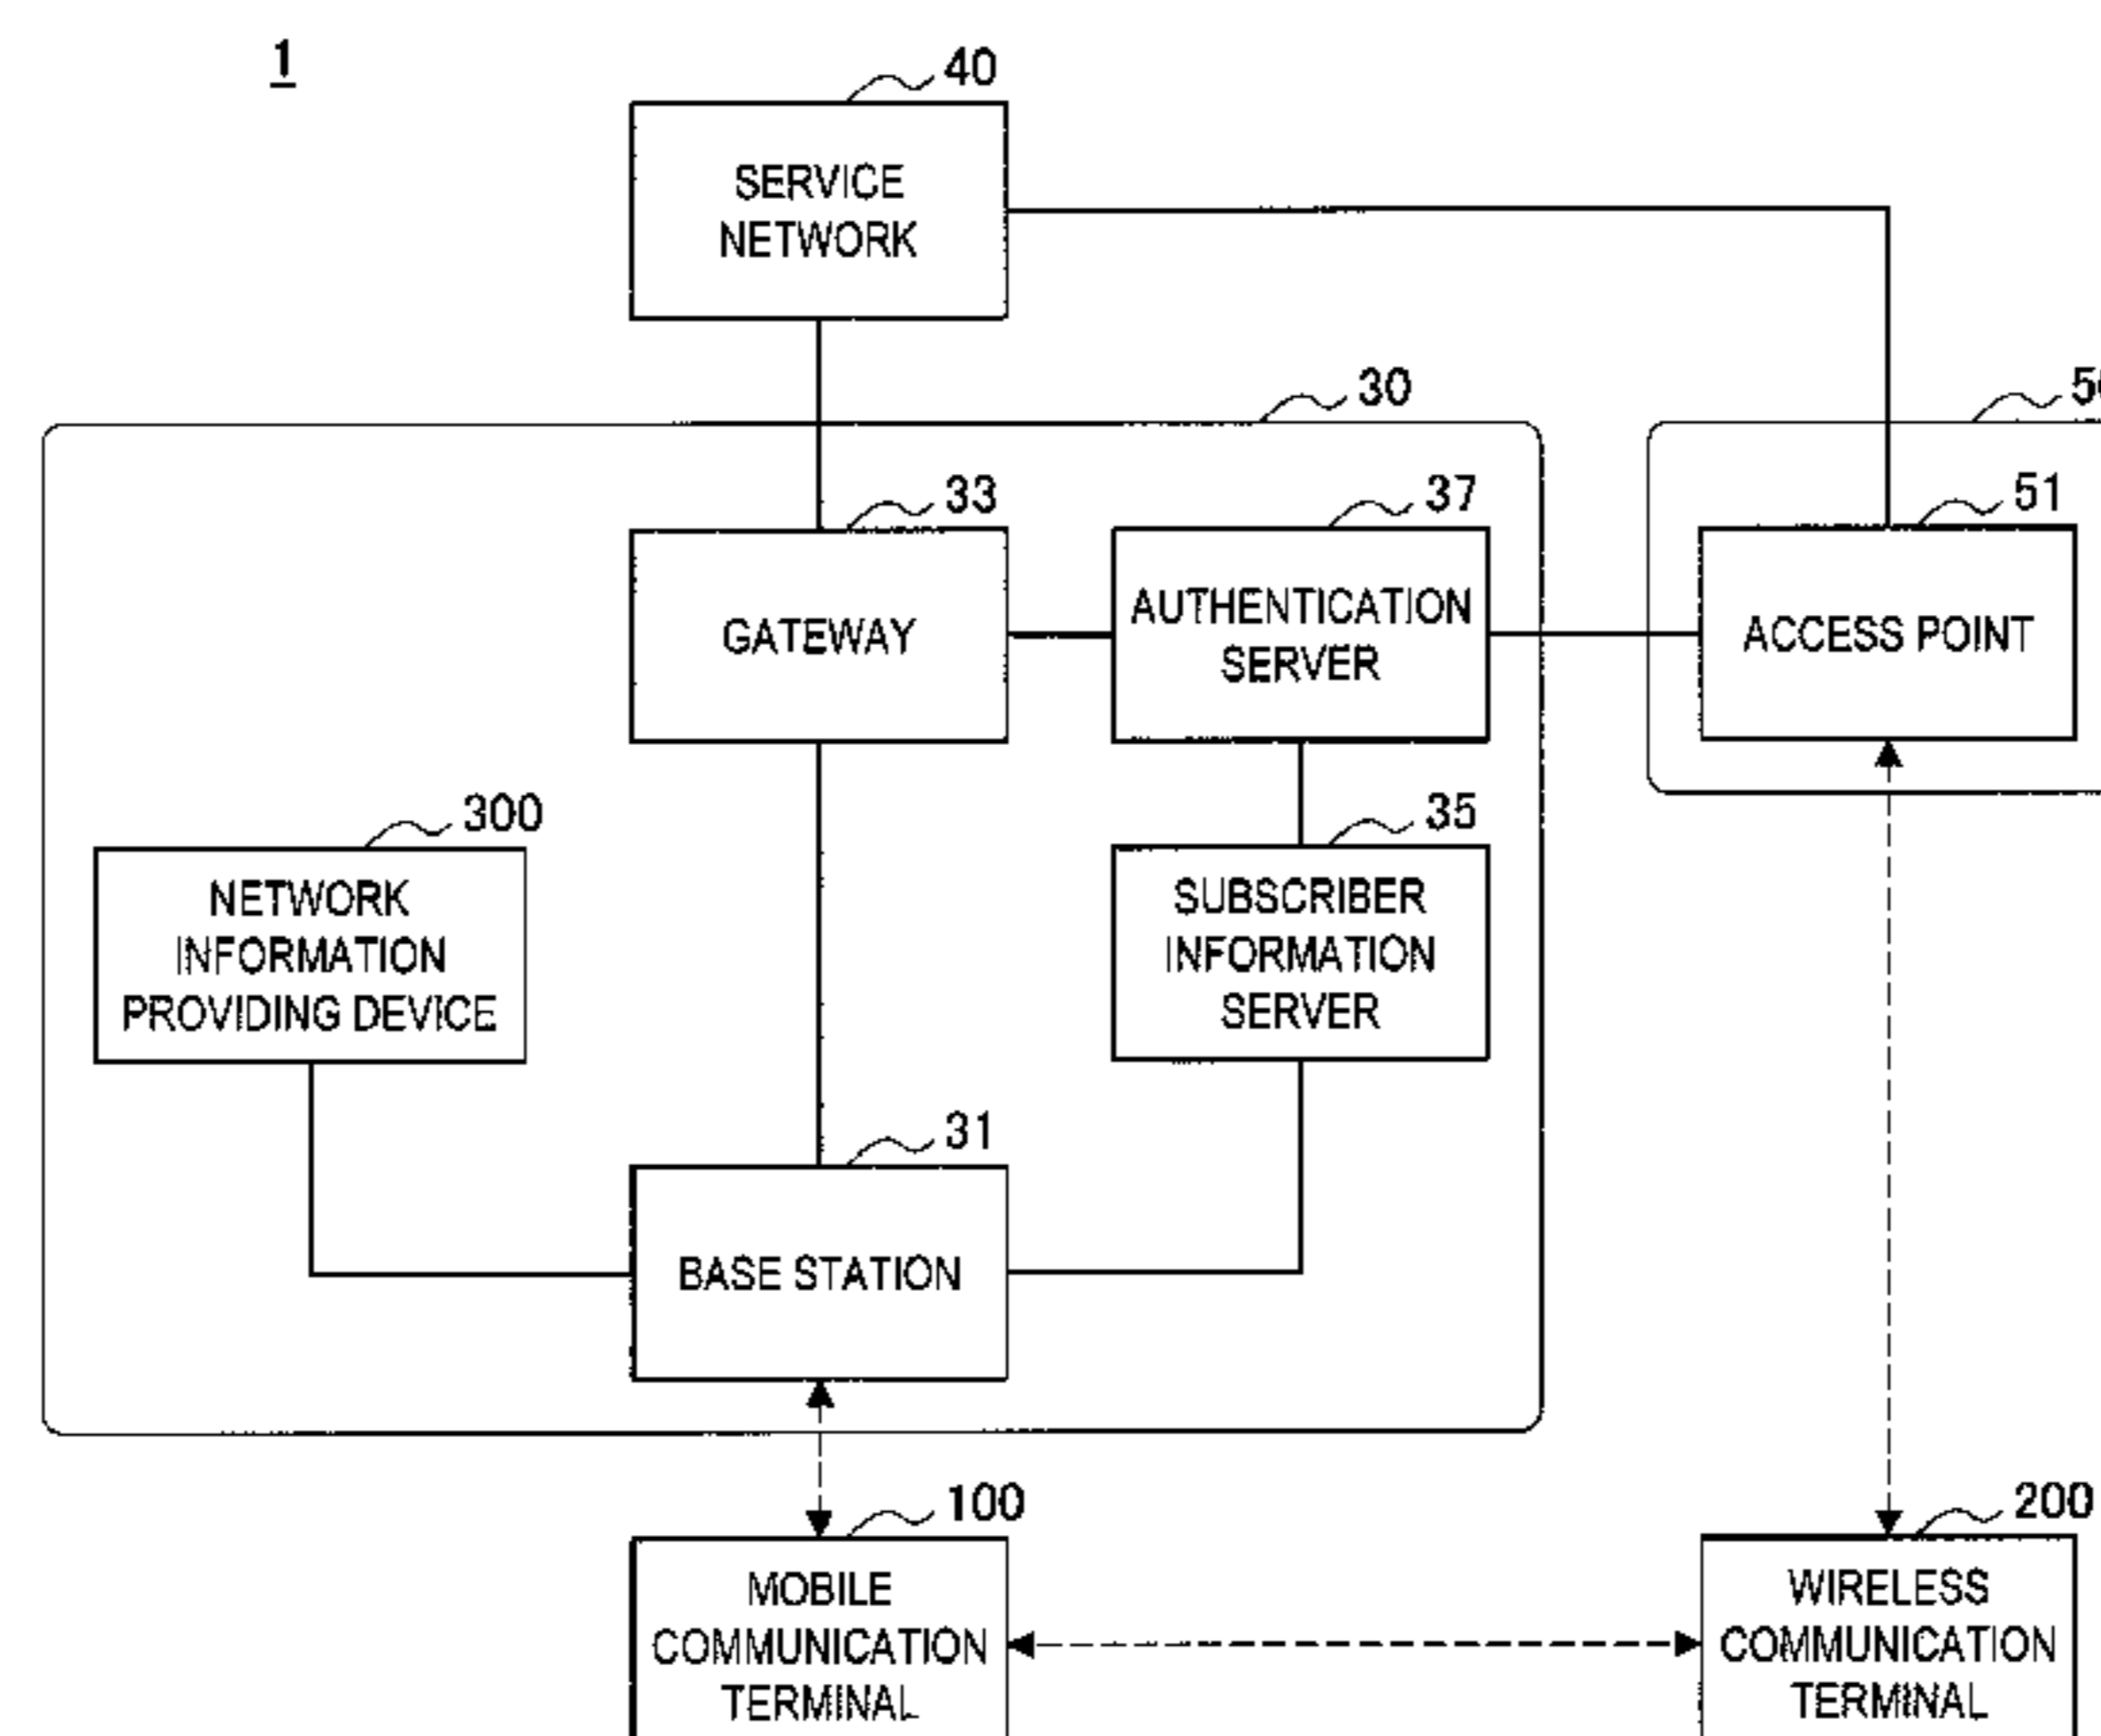 1
40
SERVICE
NETWORK
30
33
37
51
GATEWAY
AUTHENTICATION
SERVER
ACCESS POINT
300
35
NETWORK
INFORMATION
PROVIDING DEVICE
SUBSCRIBER
INFORMATION
SERVER
31
BASE STATION
100
200
MOBILE
COMMUNICATION
TERMINAL
WIRELESS
COMMUNICATION
TERMINAL